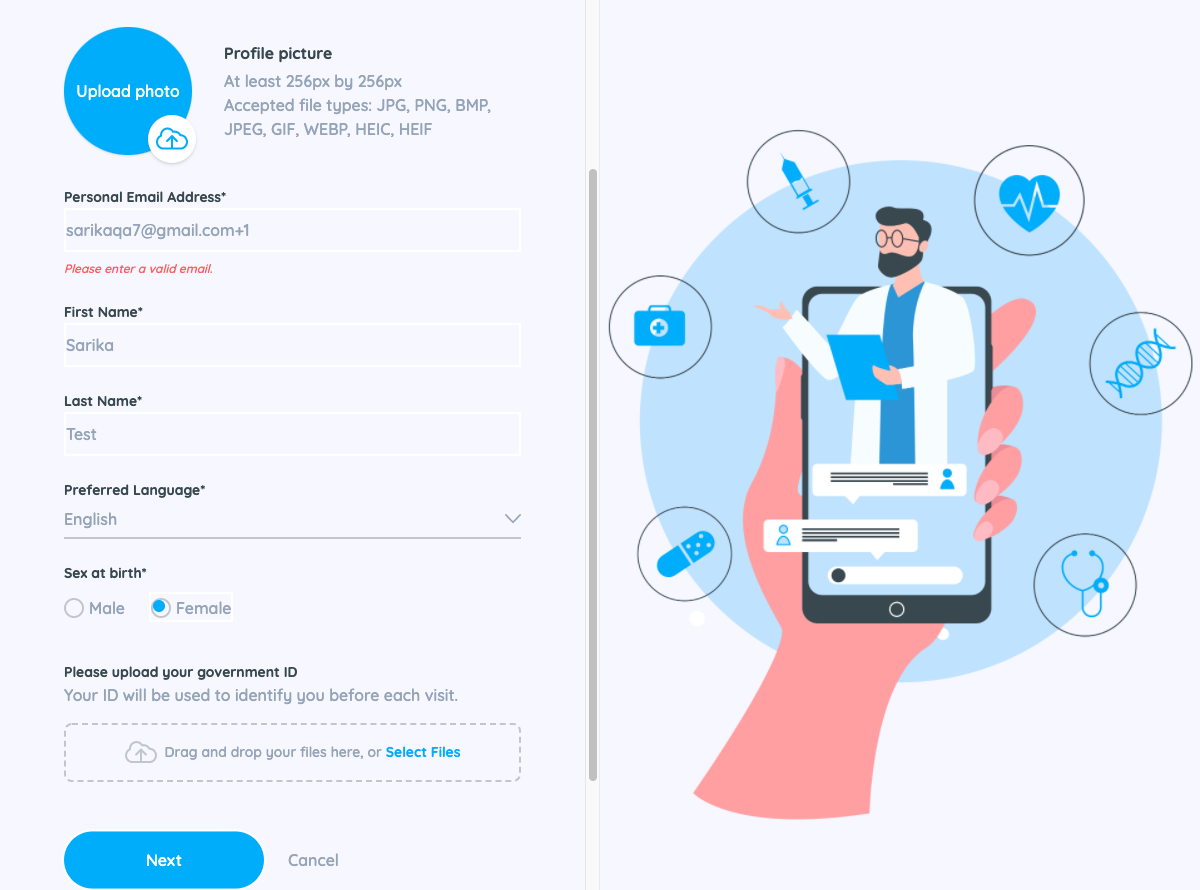 Upload photo
Profile picture
At least 256px by 256px
Accepted file types: JPG, PNG, BMP,
JPEG, GIF, WEBP, HEIC, HEIF
Personal Email Address*
sarikaqa7@gmail.com+1
Please enter a valid email.
First Name*
Sarika
Last Name*
Test
Preferred Language*
English
Sex at birth*
Male Female
Please upload your government ID
Your ID will be used to identify you before each visit.
Drag and drop your files here, or Select Files
Next Cancel